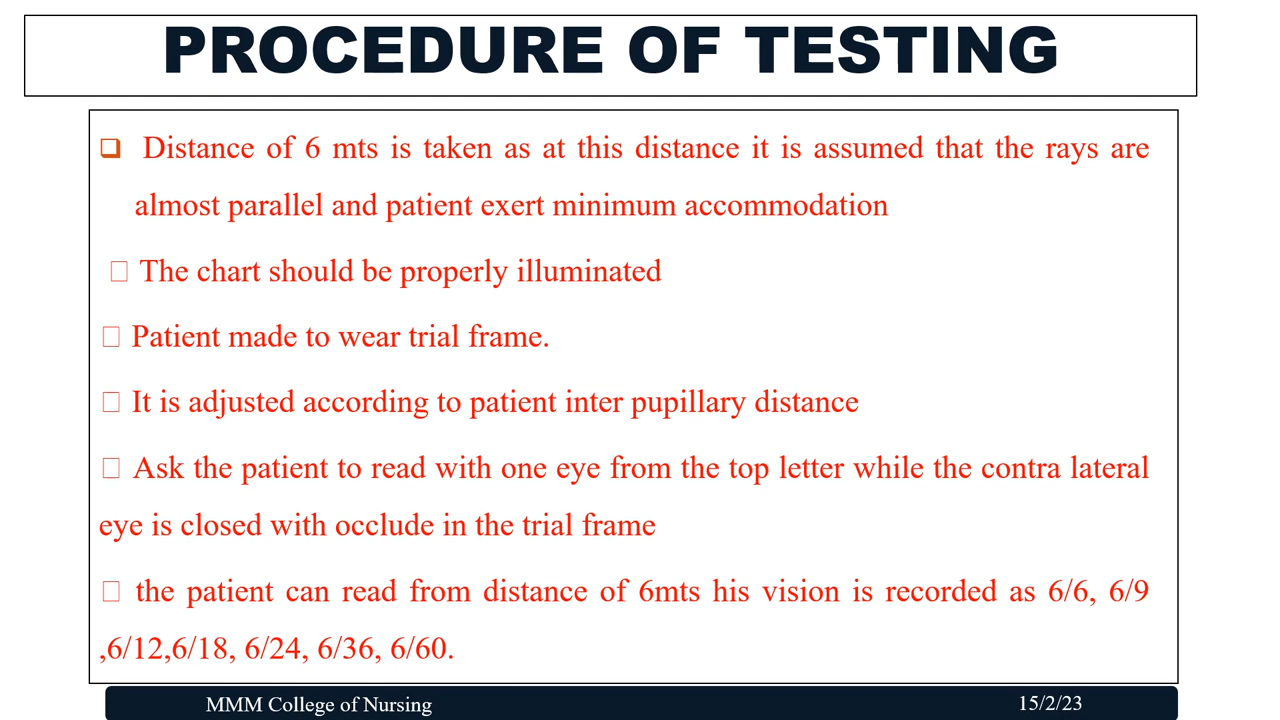 PROCEDURE OF TESTING
❑ Distance of 6 mts is taken as at this distance it is assumed that the rays are
almost parallel and patient exert minimum accommodation
□ The chart should be properly illuminated
□ Patient made to wear trial frame.
□ It is adjusted according to patient inter pupillary distance
□ Ask the patient to read with one eye from the top letter while the contra lateral
eye is closed with occlude in the trial frame
□ the patient can read from distance of 6mts his vision is recorded as 6/6, 6/9
,6/12,6/18, 6/24, 6/36, 6/60.
MMM College of Nursing 15/2/23